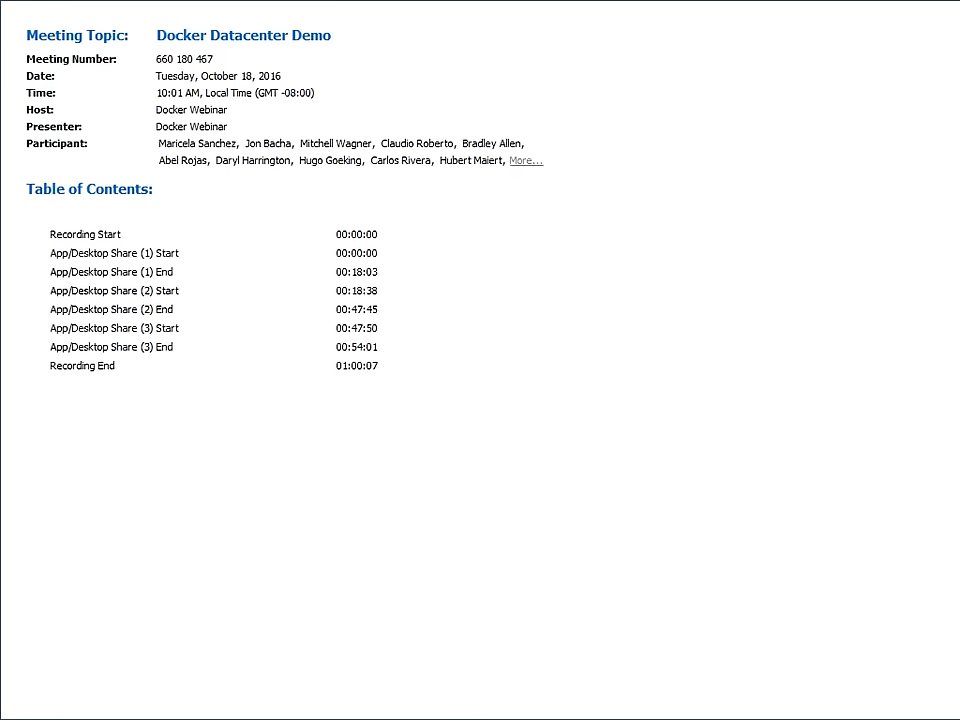 Meeting Topic: Docker Datacenter Demo
Meeting Number: 660 180 467
Date: Tuesday, October 18, 2016
Time: 10:01 AM, Local Time (GMT -08:00)
Host: Docker Webinar
Presenter: Docker Webinar
Participant: Maricela Sanchez, Jon Bacha, Mitchell Wagner, Claudio Roberto, Bradley Allen,
Abel Rojas, Daryl Harrington, Hugo Goeking, Carlos Rivera, Hubert Maiert, More...
Table of Contents:
Recording Start 00:00:00
App/Desktop Share (1) Start 00:00:00
App/Desktop Share (1) End 00:18:03
App/Desktop Share (2) Start 00:18:38
App/Desktop Share (2) End 00:47:45
App/Desktop Share (3) Start 00:47:50
App/Desktop Share (3) End 00:54:01
Recording End 01:00:07